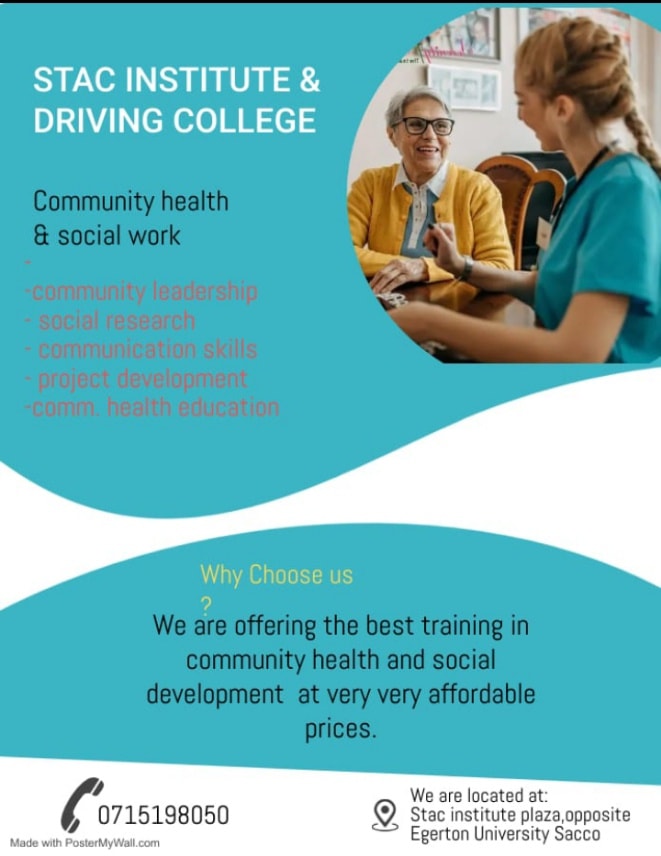 STAC INSTITUTE &
DRIVING COLLEGE
Community health
& social work
-
-community leadership
- social research
- communication skills
- project development
-comm. health education
Why Choose us
?
We are offering the best training in
community health and social
development at very very affordable
prices.
0715198050
We are located at:
Stac institute plaza,opposite
Egerton University Sacco
Made with PosterMyWall.com